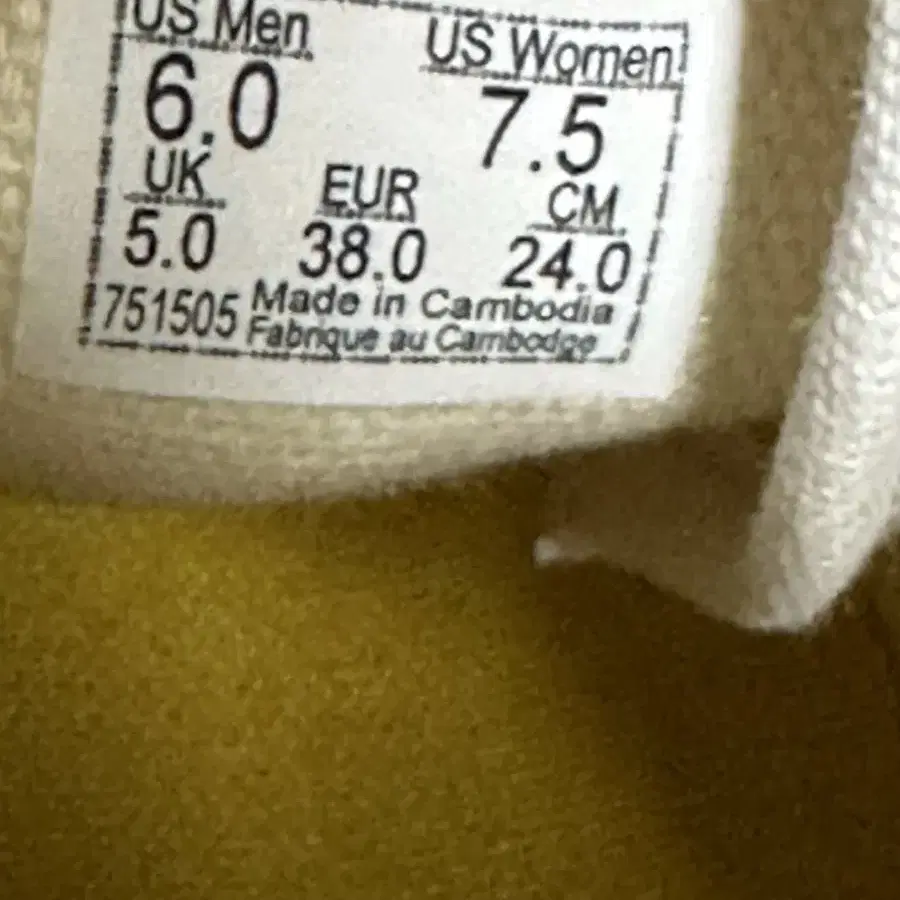 US Men US Women
6.0 7.5
UK EUR CM
5.0 38.0 24.0
751505 Made in Cambodia
Fabrique au Cambodge